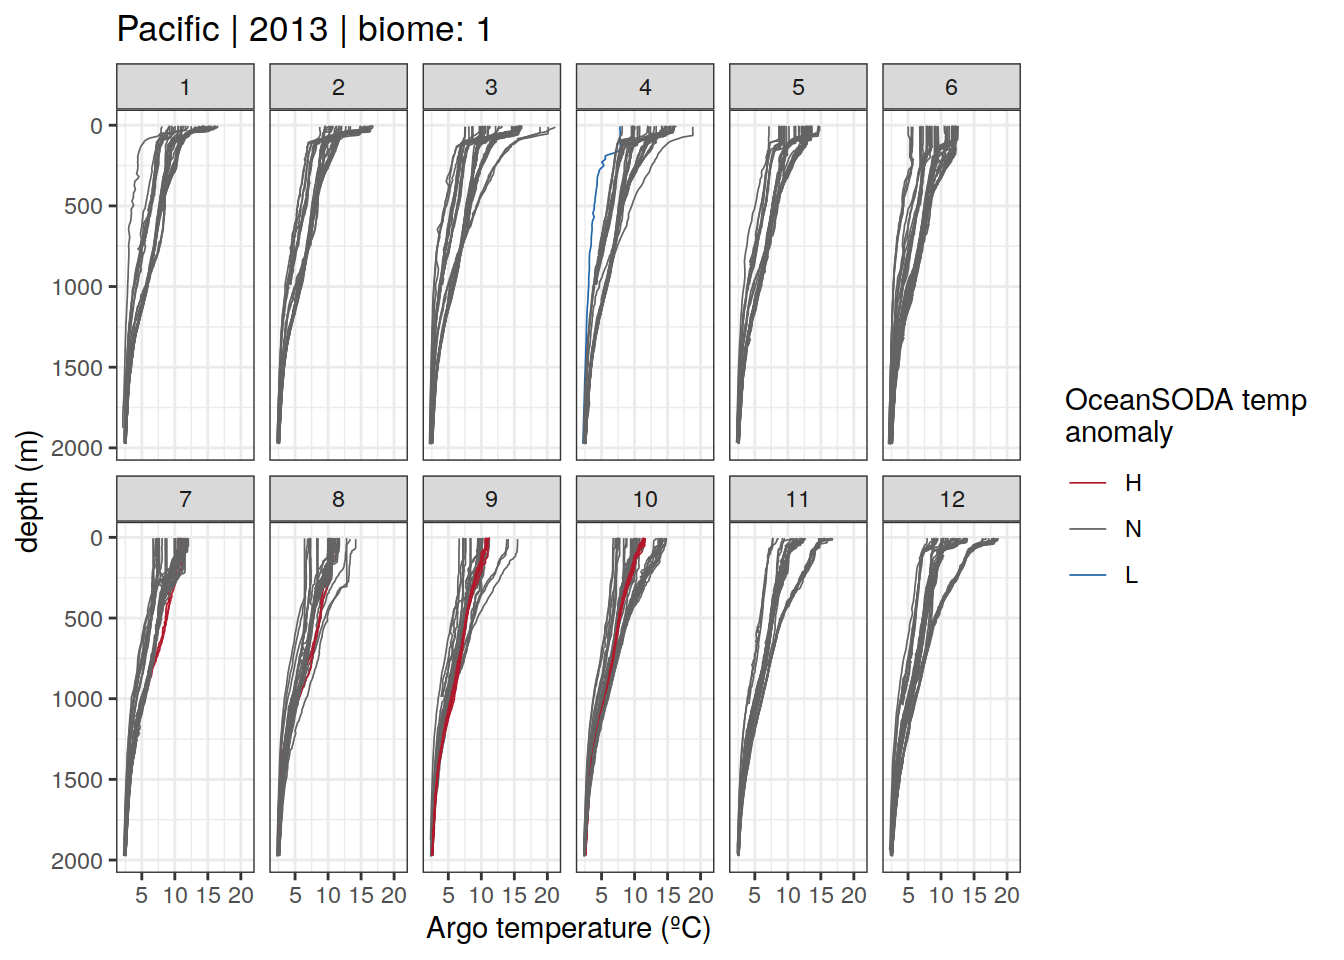 Pacific | 2013 | biome: 1
1 2 3 4 5 6
0
500
1000
1500
2000
7 8 9 10 11 12
0
500
1000
1500
2000
5 10 15 20 5 10 15 20 5 10 15 20 5 10 15 20 5 10 15 20 5 10 15 20
Argo temperature (ºC)
depth (m)
OceanSODA temp
anomaly
H
N
L